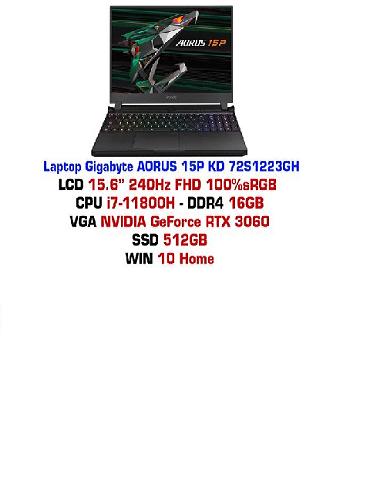 AORUS 15P
Laptop Gigabyte AORUS 15P KD 72S1223GH
LCD 15.6" 240Hz FHD 100%sRGB
CPU i7-11800H - DDR4 16GB
VGA NVIDIA GeForce RTX 3060
SSD 512GB
WIN 10 Home